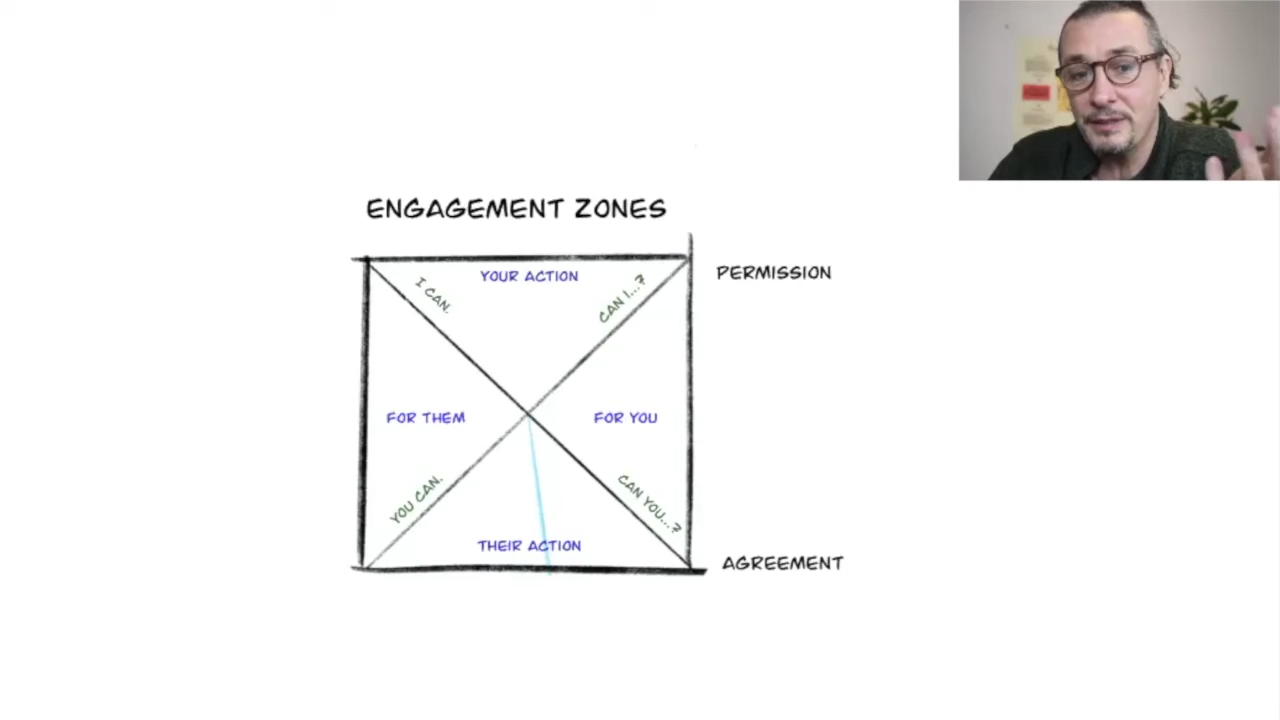 ENGAGEMENT ZONES
YOUR ACTION
PERMISSION
I CAN.
CAN I...?
FOR THEM
FOR YOU
YOU CAN.
CAN YOU...?
THEIR ACTION
AGREEMENT